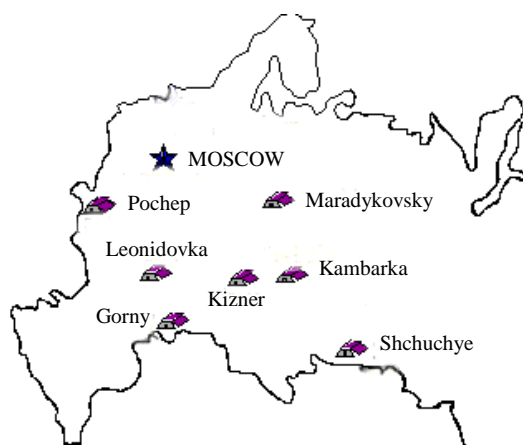 MOSCOW
Pochep
Maradykovsky
Leonidovka
Kambarka
Kizner
Gorny
Shchuchye